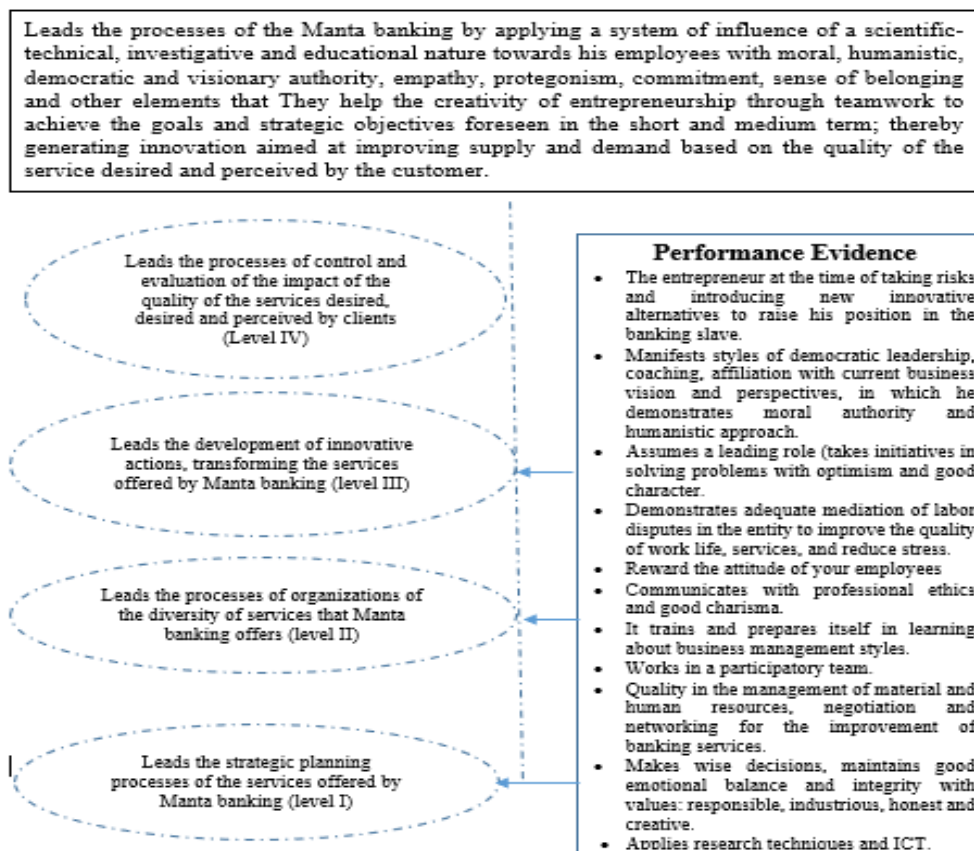 Leads the processes of the Manta banking by applying a system of influence of a scientific-
technical, investigative and educational nature towards his employees with moral, humanistic,
democratic and visionary authority, empathy, protegonism, commitment, sense of belonging
and other elements that They help the creativity of entrepreneurship through teamwork to
achieve the goals and strategic objectives foreseen in the short and medium term; thereby
generating innovation aimed at improving supply and demand based on the quality of the
service desired and perceived by the customer.
Leads the processes of control and
evaluation of the impact of the
quality of the services desired,
desired and perceived by clients
(Level IV)
Leads the development of innovative
actions, transforming the services
offered by Manta banking (level III)
Leads the processes of organizations of
the diversity of services that Manta
banking offers (level II)
Leads the strategic planning
processes of the services offered by
Manta banking (level I)
Performance Evidence
• The entrepreneur at the time of taking risks
and introducing new innovative
alternatives to raise his position in the
banking slave.
• Manifests styles of democratic leadership,
coaching, affiliation with current business
vision and perspectives, in which he
demonstrates moral authority and
humanistic approach.
• Assumes a leading role (takes initiatives in
solving problems with optimism and good
character.
• Demonstrates adequate mediation of labor
disputes in the entity to improve the quality
of work life, services, and reduce stress.
• Reward the attitude of your employees
• Communicates with professional ethics
and good charisma.
• It trains and prepares itself in learning
about business management styles.
• Works in a participatory team.
• Quality in the management of material and
human resources, negotiation and
networking for the improvement of
banking services.
• Makes wise decisions, maintains good
emotional balance and integrity with
values: responsible, industrious, honest and
creative.
• Applies research techniques and ICT.